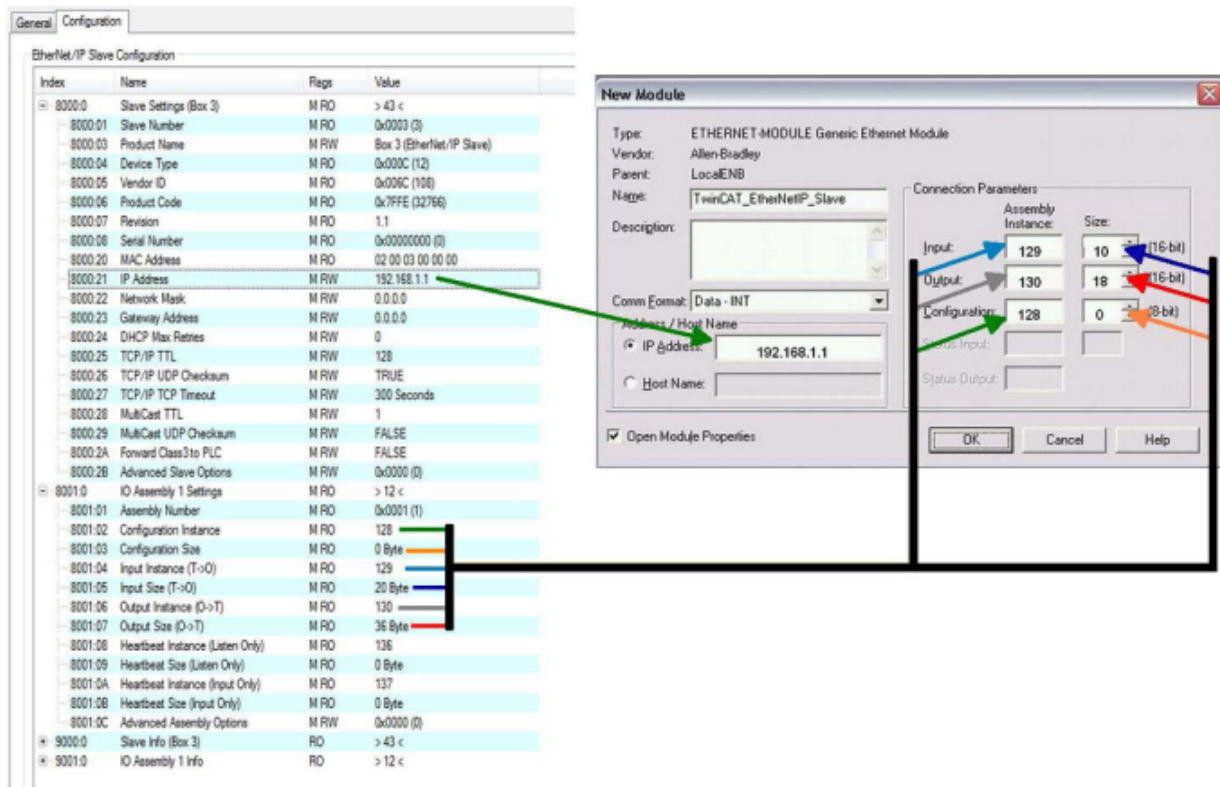 General Configuration
EtherNet/IP Slave Configuration
Index Name Flags Value
8000:0 Slave Settings (Box 3) M RO > 43 <
8000:01 Slave Number M RO 0x0003 (3)
8000:03 Product Name M RW Box 3 (EtherNet/IP Slave)
8000:04 Device Type M RO 0x000C (12)
8000:05 Vendor ID M RO 0x006C (108)
8000:06 Product Code M RO 0x7FFE (32766)
8000:07 Revision M RO 1.1
8000:08 Serial Number M RO 0x00000000 (0)
8000:20 MAC Address M RO 02 00 03 00 00 00
8000:21 IP Address M RW 192.168.1.1
8000:22 Network Mask M RW 0.0.0.0
8000:23 Gateway Address M RW 0.0.0.0
8000:24 DHCP Max Retries M RW 0
8000:25 TCP/IP TTL M RW 128
8000:26 TCP/IP UDP Checksum M RW TRUE
8000:27 TCP/IP TCP Timeout M RW 300 Seconds
8000:28 MultiCast TTL M RW 1
8000:29 MultiCast UDP Checksum M RW FALSE
8000:2A Forward Class3 to PLC M RW FALSE
8000:2B Advanced Slave Options M RW 0x0000 (0)
8001:0 IO Assembly 1 Settings M RO > 12 <
8001:01 Assembly Number M RO 0x0001 (1)
8001:02 Configuration Instance M RO 128
8001:03 Configuration Size M RO 0 Byte
8001:04 Input Instance (T->O) M RO 129
8001:05 Input Size (T->O) M RO 20 Byte
8001:06 Output Instance (O->T) M RO 130
8001:07 Output Size (O->T) M RO 36 Byte
8001:08 Heartbeat Instance (Listen Only) M RO 136
8001:09 Heartbeat Size (Listen Only) M RO 0 Byte
8001:0A Heartbeat Instance (Input Only) M RO 137
8001:0B Heartbeat Size (Input Only) M RO 0 Byte
8001:0C Advanced Assembly Options M RW 0x0000 (0)
9000:0 Slave Info (Box 3) RO > 43 <
9001:0 IO Assembly 1 Info RO > 12 <
New Module
Type: ETHERNET-MODULE Generic Ethernet Module
Vendor: Allen-Bradley
Parent: LocalENB
Name: TwinCAT_EtherNetIP_Slave
Description:
Comm Format: Data - INT
Address / Host Name
IP Address: 192.168.1.1
Host Name:
Connection Parameters
Assembly Instance: Size:
Input: 129 10 (16-bit)
Output: 130 18 (16-bit)
Configuration: 128 0 (8-bit)
Status Input:
Status Output:
Open Module Properties
OK Cancel Help